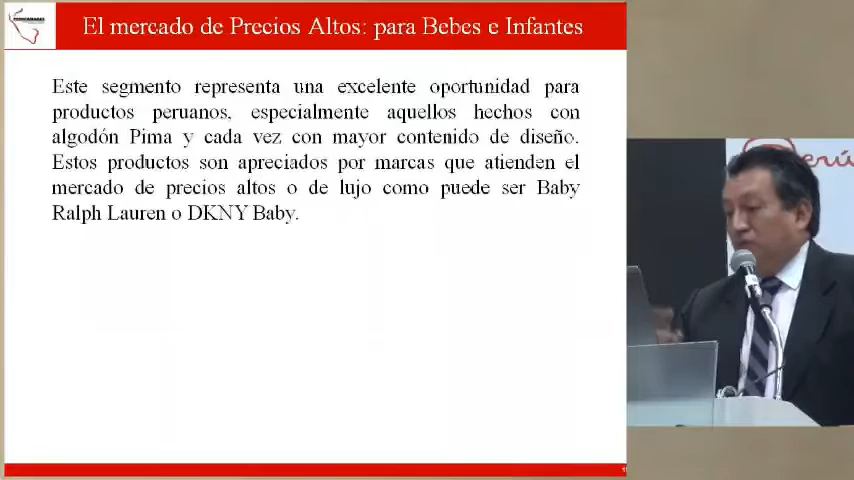 El mercado de Precios Altos: para Bebes e Infantes
Este segmento representa una excelente oportunidad para
productos peruanos, especialmente aquellos hechos con
algodón Pima y cada vez con mayor contenido de diseño.
Estos productos son apreciados por marcas que atienden el
mercado de precios altos o de lujo como puede ser Baby
Ralph Lauren o DKNY Baby.
Perú